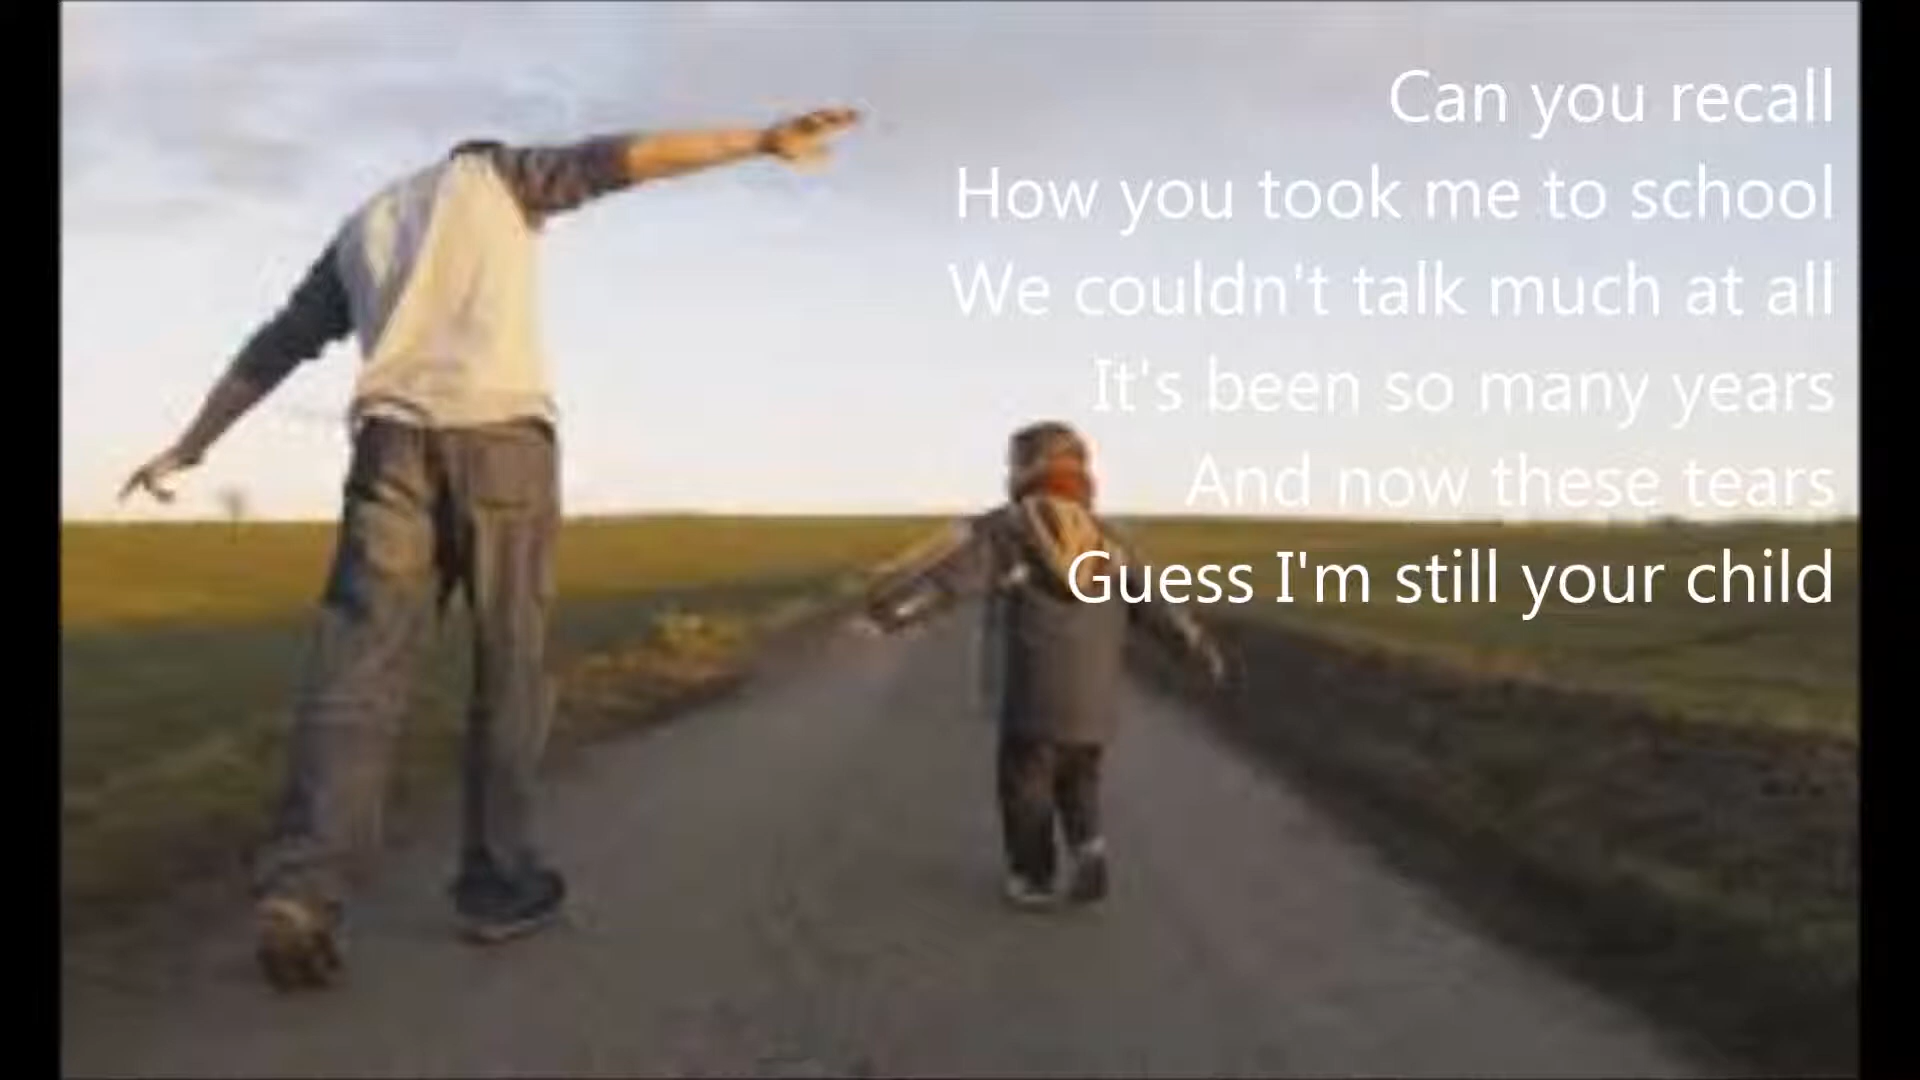 Can you recall
How you took me to school
We couldn't talk much at all
It's been so many years
And now these tears
Guess I'm still your child